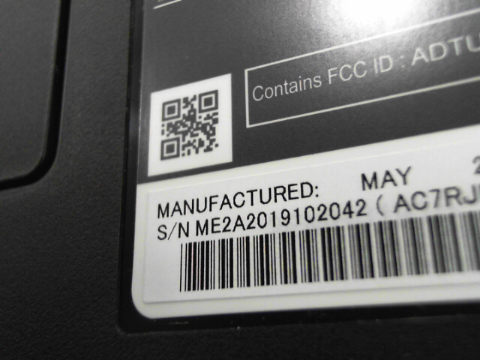 Contains FCC ID : ADTU
MANUFACTURED: MAY 2
S/N ME2A2019102042 ( AC7RJ